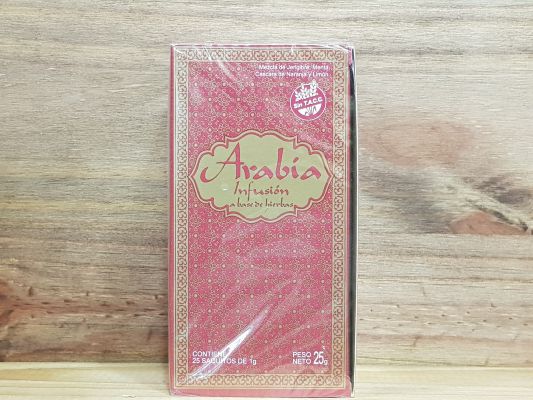 Mezcla de Jengibre, Menta
Cáscara de Naranja y Limón
Sin T.A.C.C.
Arabia
Infusión
a base de hierbas
CONTIENE
25 SAQUITOS DE 1g
PESO
NETO 25g